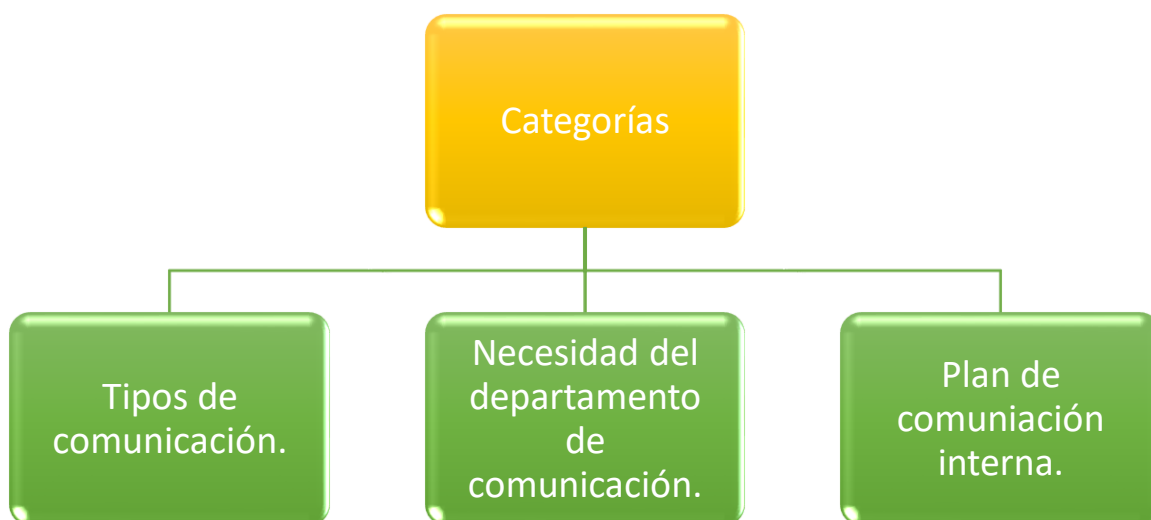 Categorías
Tipos de
comunicación.
Necesidad del
departamento
de
comunicación.
Plan de
comuniación
interna.